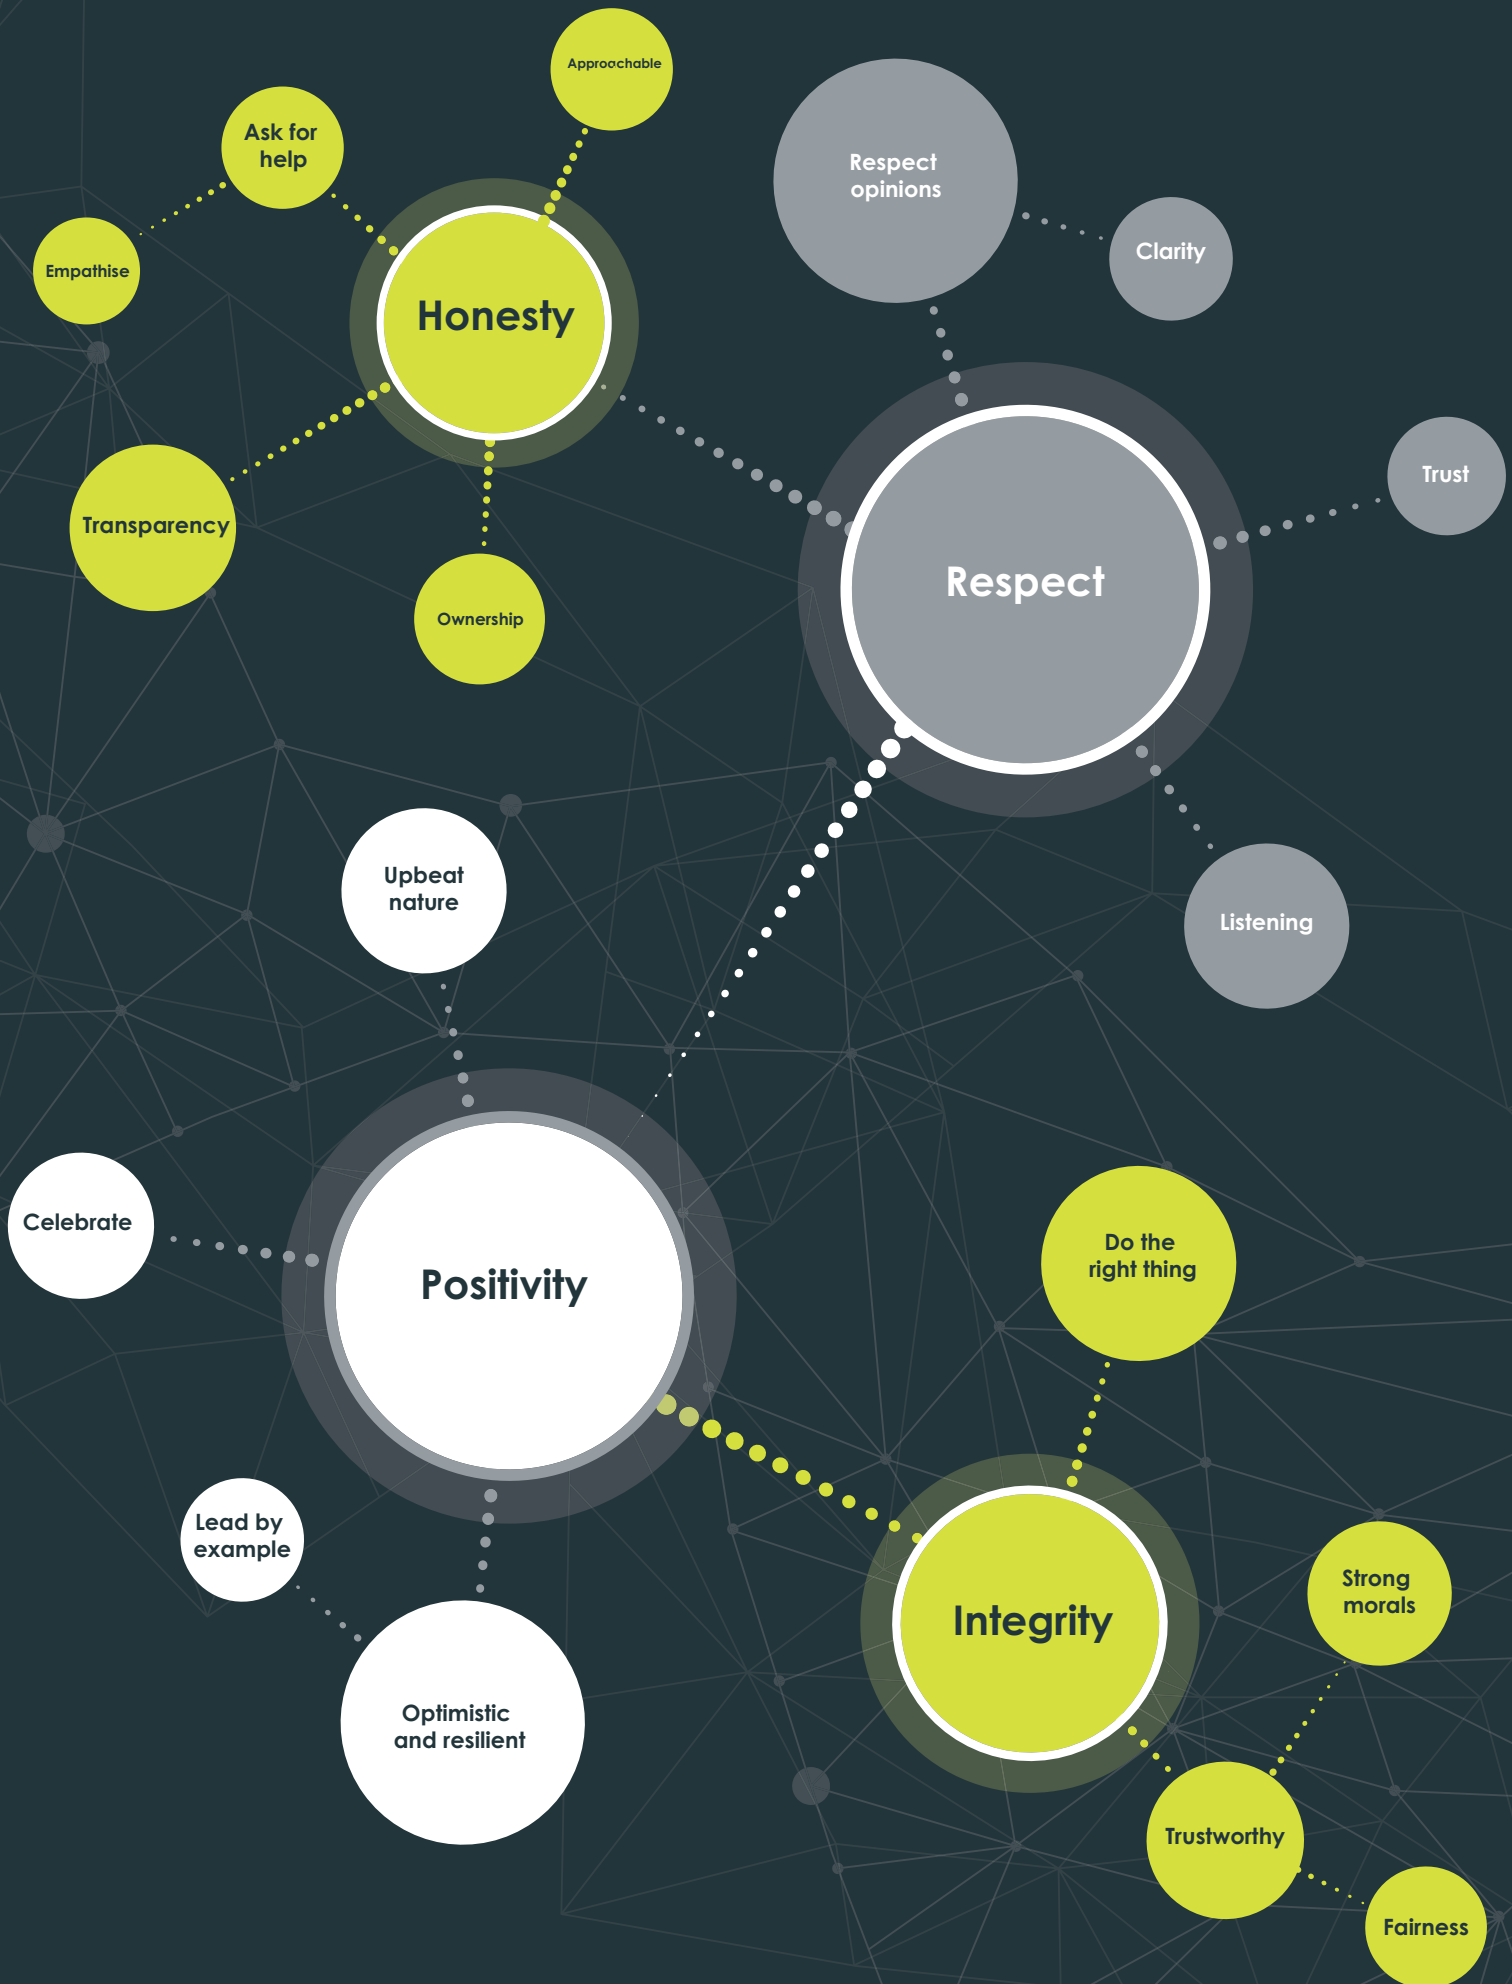 Approachable
Ask for
help
Respect
opinions
Clarity
Empathise
Honesty
Trust
Transparency
Respect
Ownership
Upbeat
nature
Listening
Celebrate
Do the
right thing
Positivity
Lead by
example
Strong
morals
Integrity
Optimistic
and resilient
Trustworthy
Fairness